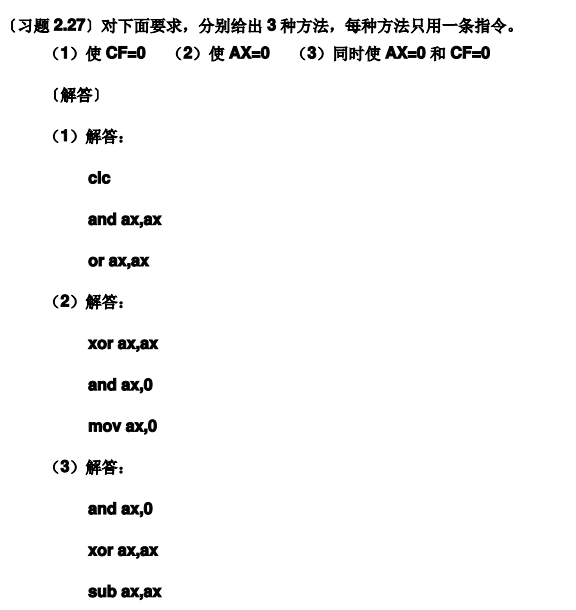 〔习题 2.27〕对下面要求，分别给出 3 种方法，每种方法只用一条指令。
（1）使 CF=0 （2）使 AX=0 （3）同时使 AX=0 和 CF=0
〔解答〕
（1）解答：
clc
and ax,ax
or ax,ax
（2）解答：
xor ax,ax
and ax,0
mov ax,0
（3）解答：
and ax,0
xor ax,ax
sub ax,ax